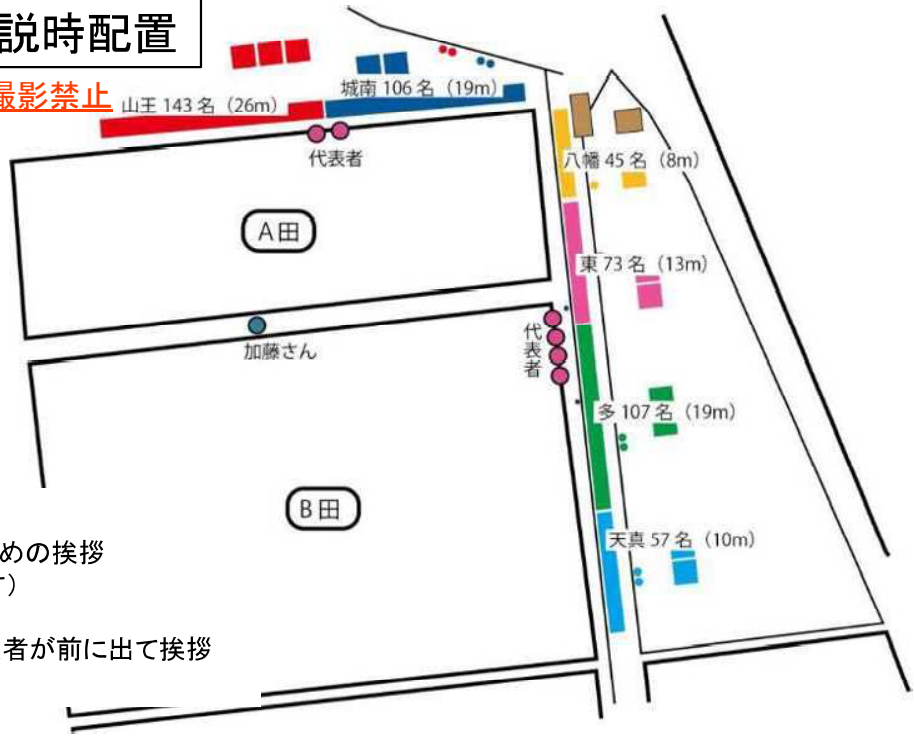 説時配置
撮影禁止
山王 143 名（26m）
城南 106 名（19m）
代表者
八幡 45 名（8m）
A田
東 73 名（13m）
加藤さん
代表者
多 107 名（19m）
B田
天真 57 名（10m）
めの挨拶
）
者が前に出て挨拶